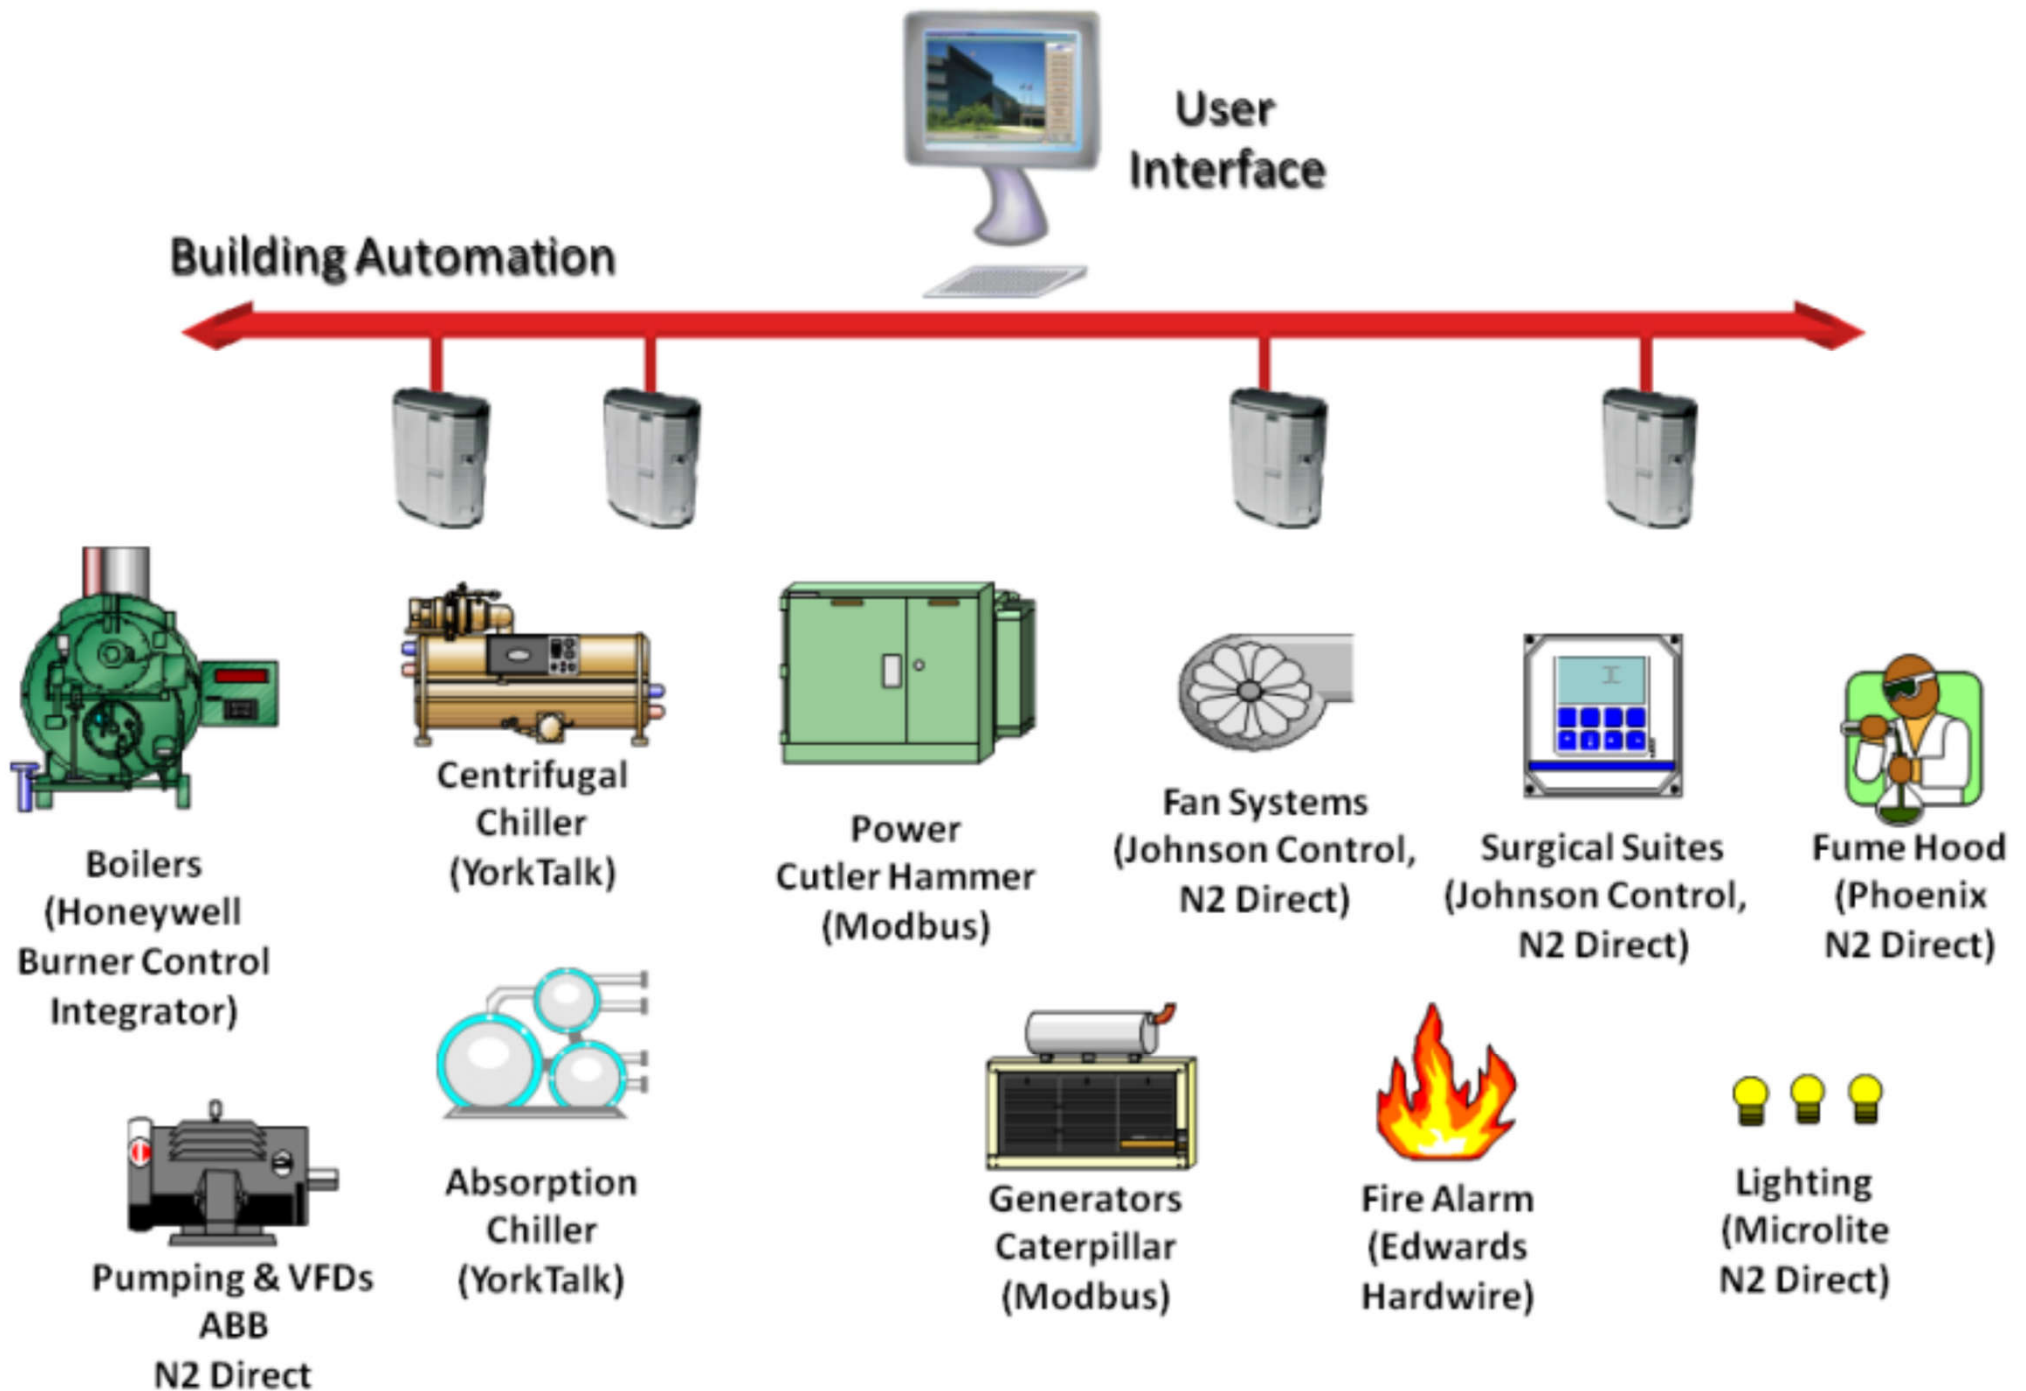 User
Interface
Building Automation
Boilers
(Honeywell
Burner Control
Integrator)
Centrifugal
Chiller
(YorkTalk)
Power
Cutler Hammer
(Modbus)
Fan Systems
(Johnson Control,
N2 Direct)
Surgical Suites
(Johnson Control,
N2 Direct)
Fume Hood
(Phoenix
N2 Direct)
Pumping & VFDs
ABB
N2 Direct
Absorption
Chiller
(YorkTalk)
Generators
Caterpillar
(Modbus)
Fire Alarm
(Edwards
Hardwire)
Lighting
(Microlite
N2 Direct)